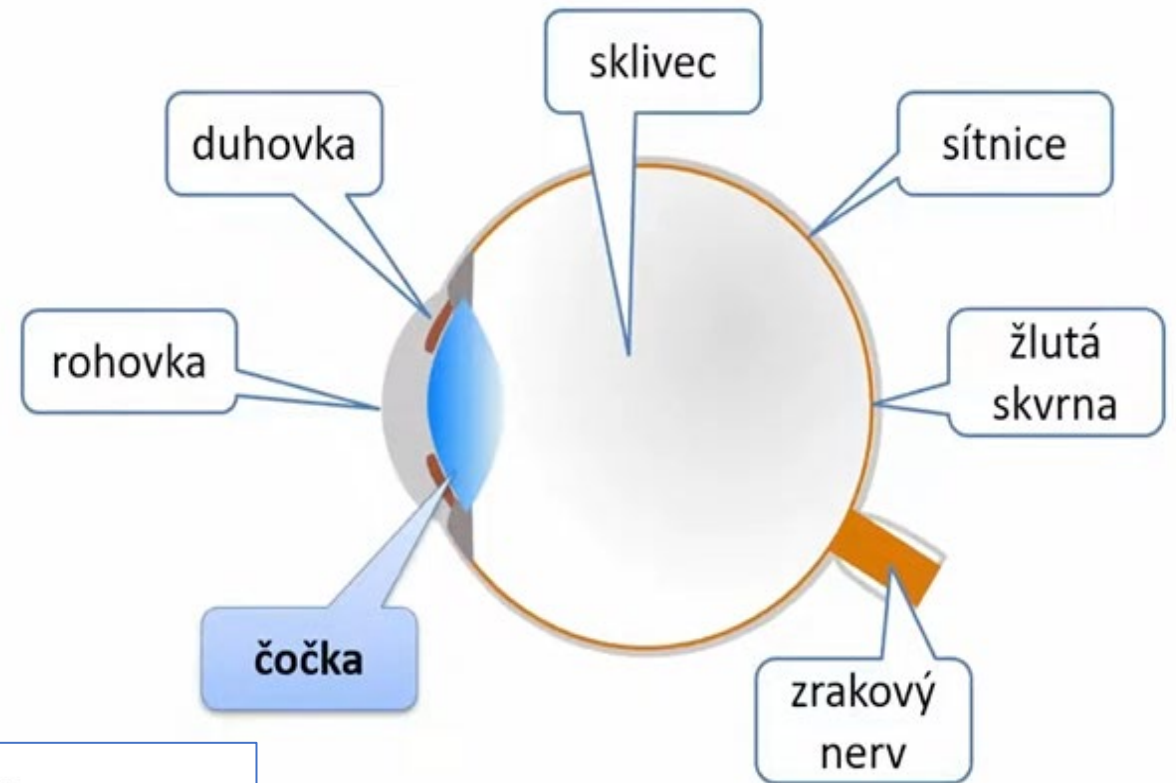 sklivec
duhovka
sítnice
rohovka
žlutá
skvrna
čočka
zrakový
nerv